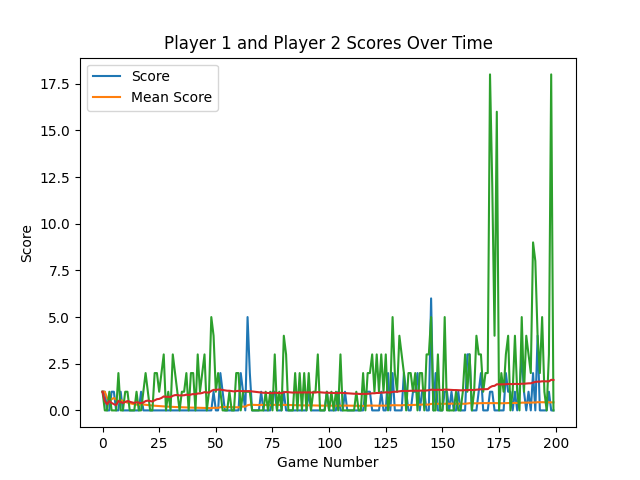 Player 1 and Player 2 Scores Over Time
Score
Mean Score
17.5
15.0
12.5
10.0
7.5
5.0
2.5
0.0
Score
0 25 50 75 100 125 150 175 200
Game Number